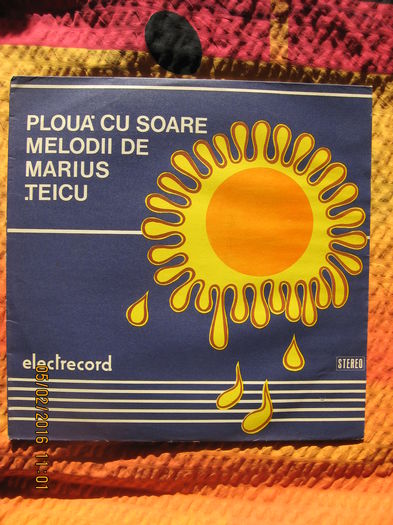 PLOUĂ CU SOARE
MELODII DE
MARIUS
TEICU
electrecord
STEREO
05/02/2016 11:01